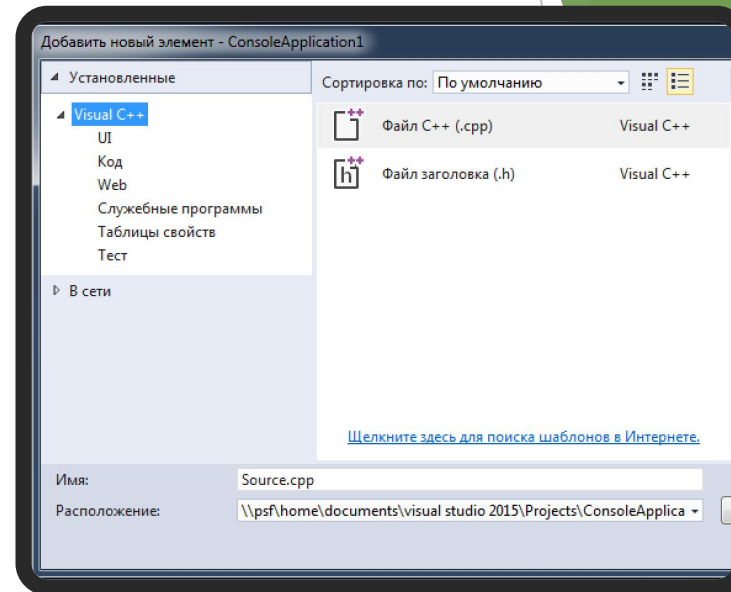 Добавить новый элемент - ConsoleApplication1
Установленные
Visual C++
UI
Код
Web
Служебные программы
Таблицы свойств
Тест
В сети
Сортировка по: По умолчанию
Файл C++ (.cpp) Visual C++
Файл заголовка (.h) Visual C++
Щелкните здесь для поиска шаблонов в Интернете.
Имя: Source.cpp
Расположение: \\psf\home\documents\visual studio 2015\Projects\ConsoleApplica